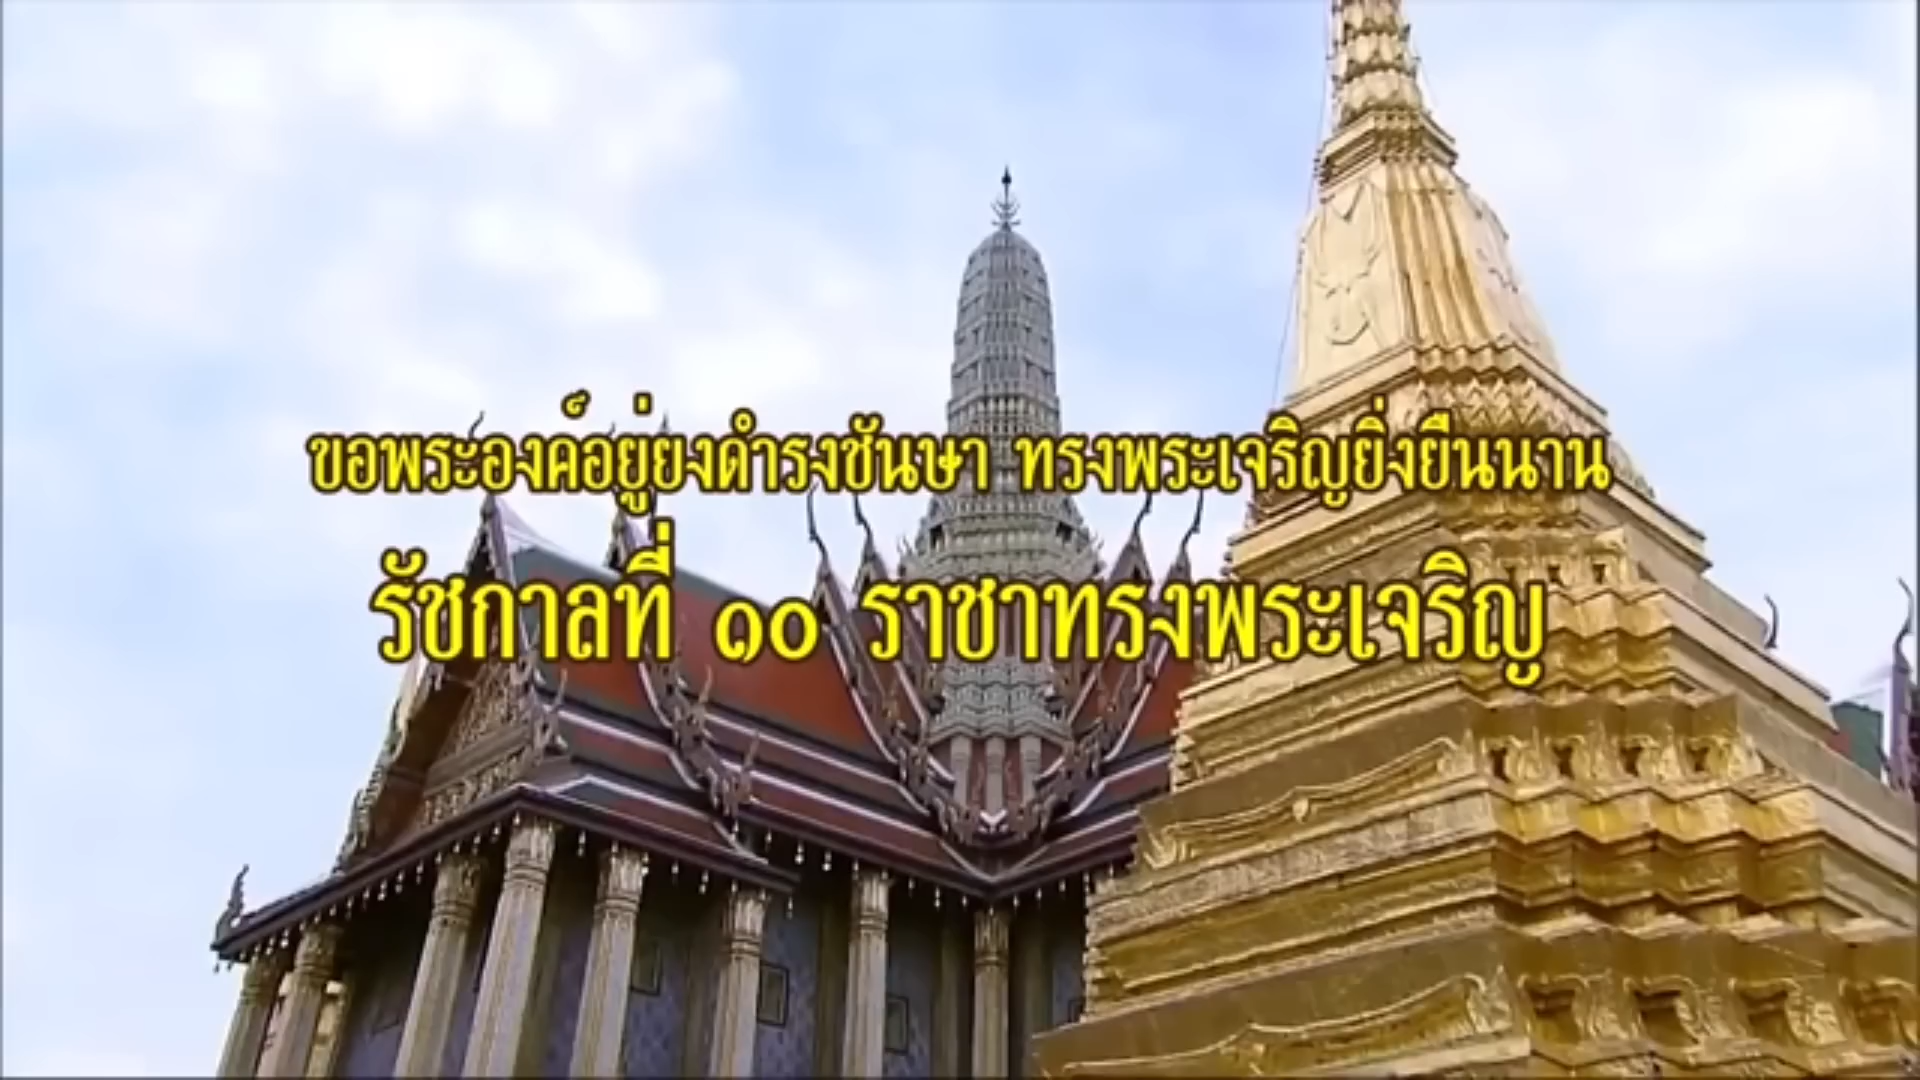 ขอพระองค์อยู่ยงดำรงชันษา ทรงพระเจริญยิ่งยืนนาน
รัชกาลที่ ๑๐ ราชาทรงพระเจริญ